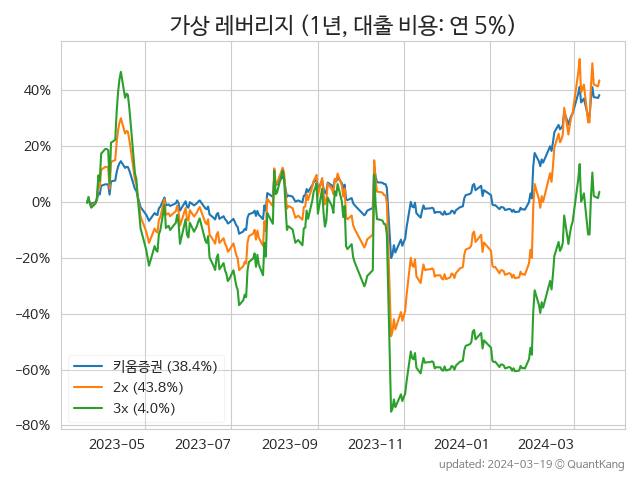 가상 레버리지 (1년, 대출 비용: 연 5%)
40%
20%
0%
−20%
−40%
−60%
−80%
키움증권 (38.4%)
2x (43.8%)
3x (4.0%)
2023-05
2023-07
2023-09
2023-11
2024-01
2024-03
updated: 2024-03-19 © QuantKang